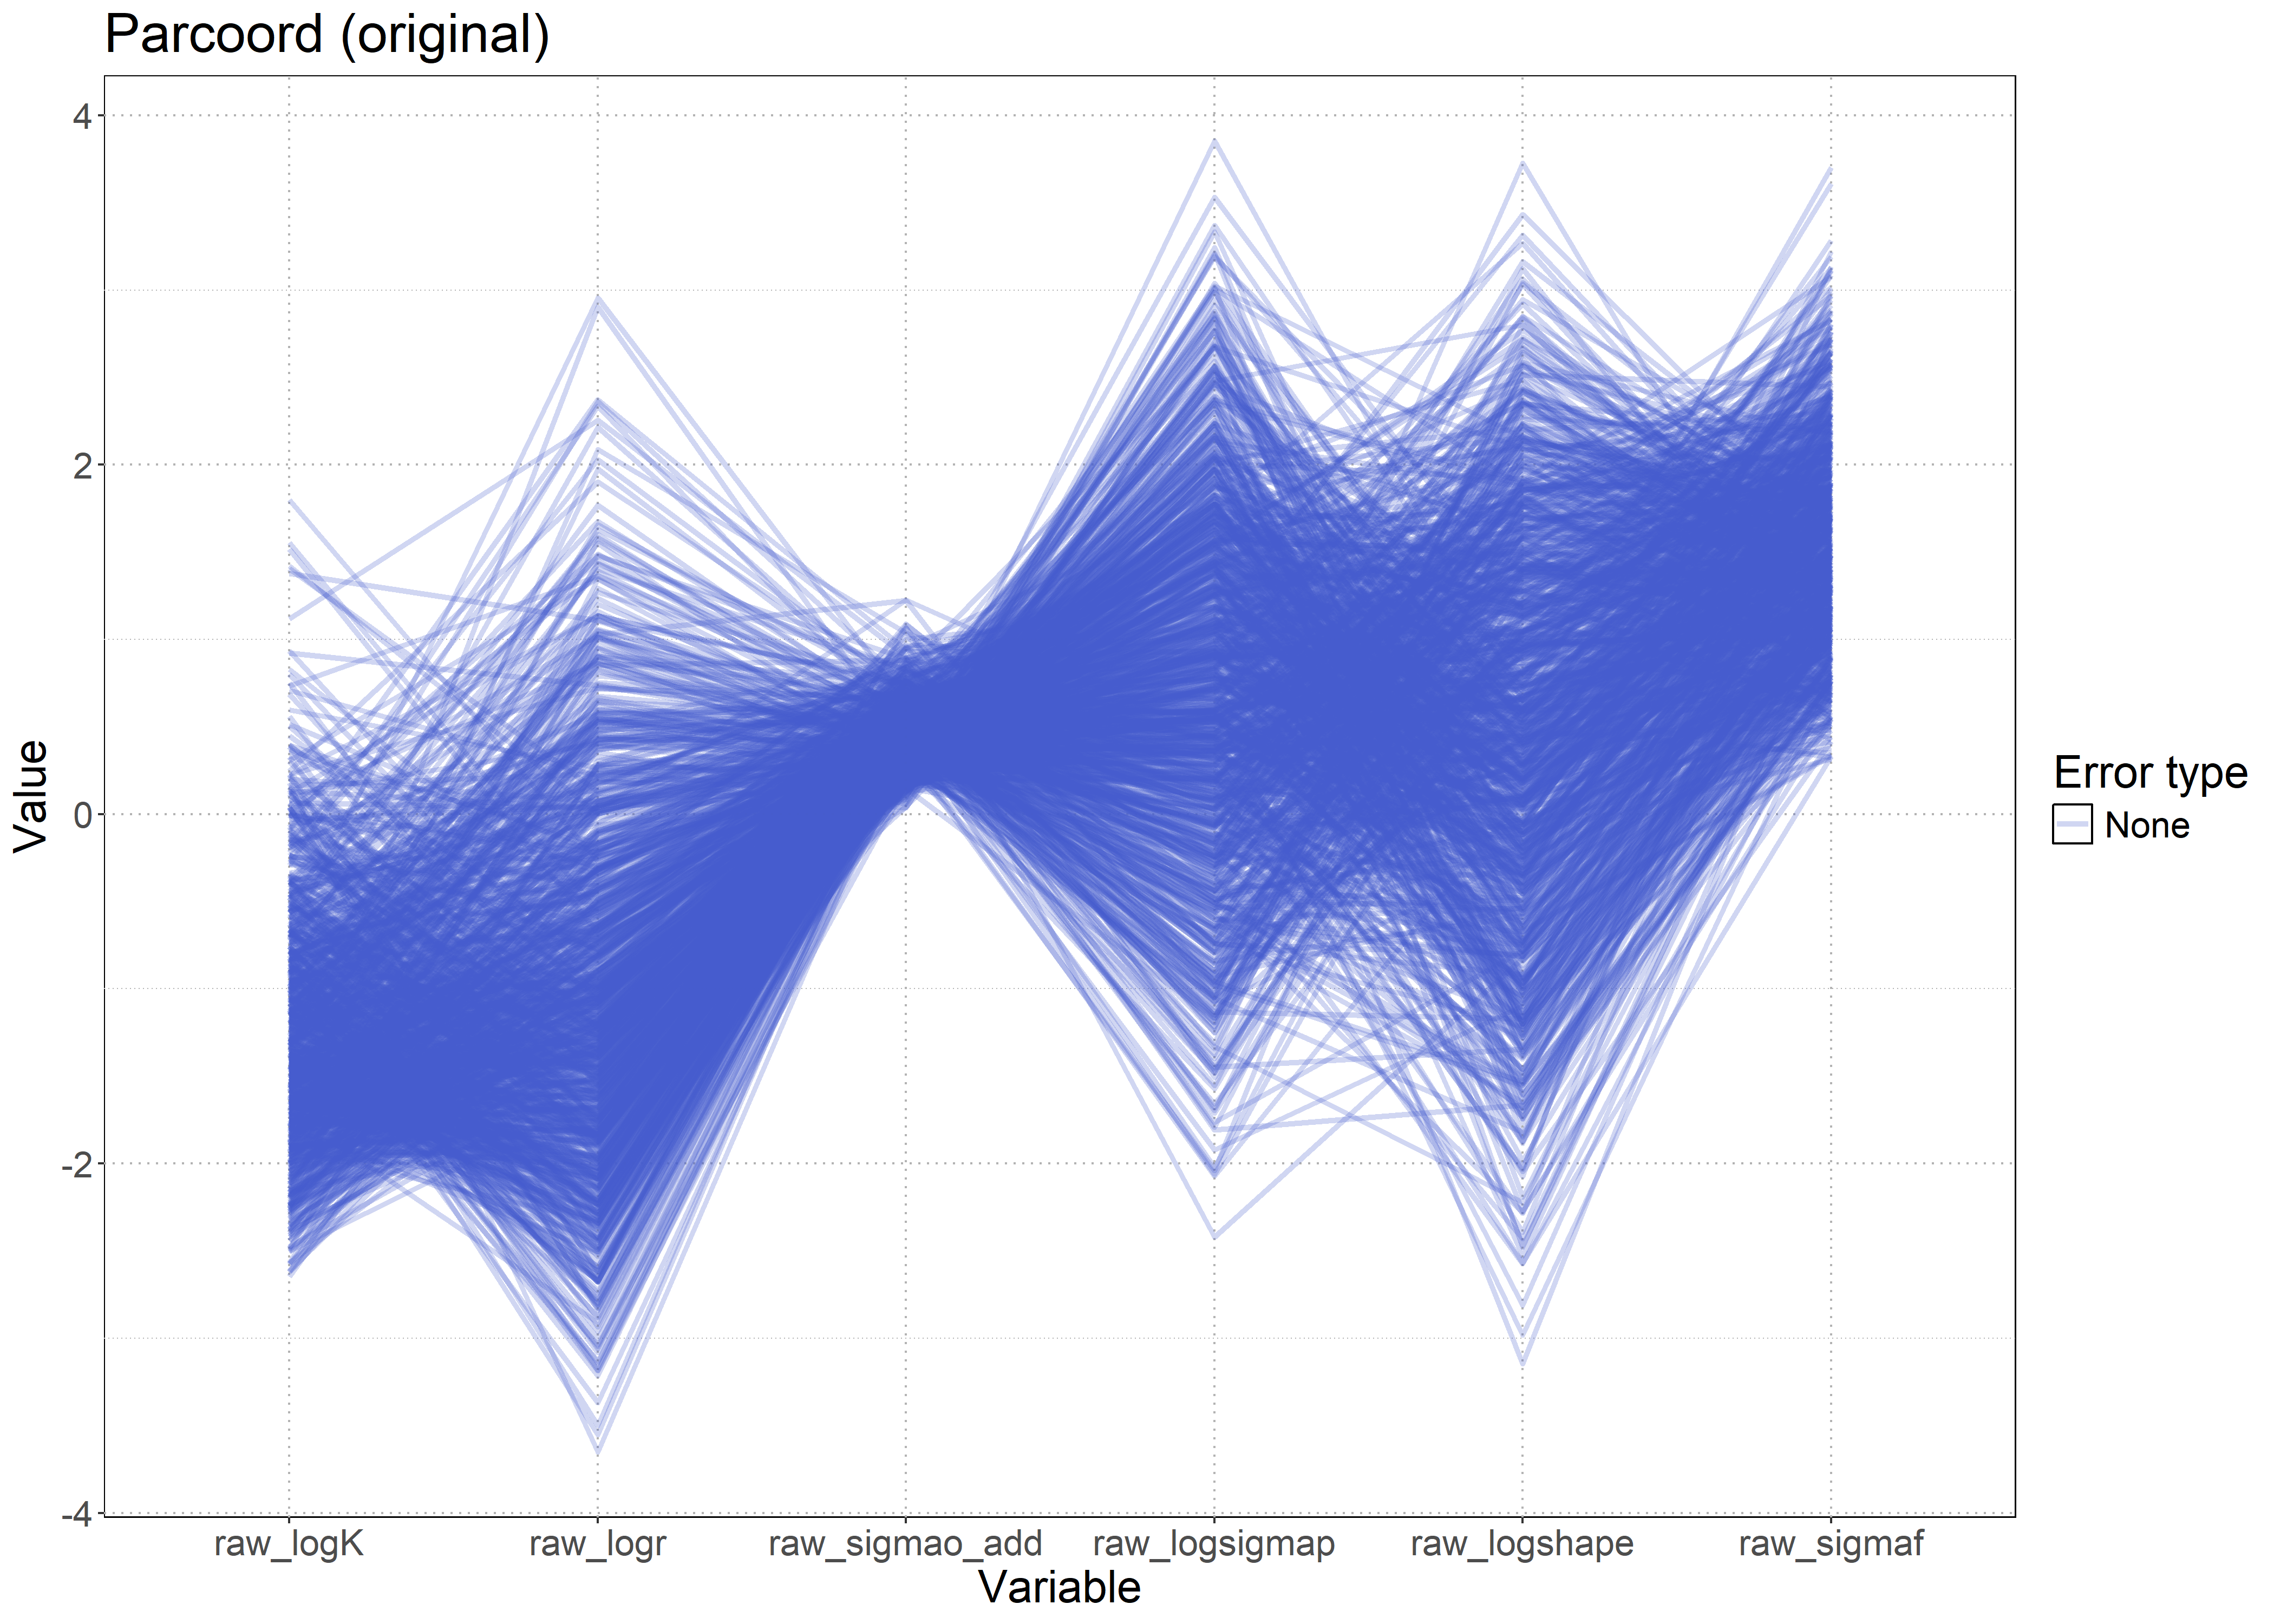 Parcoord (original)
4
2
0
-2
-4
Value
raw_logK
raw_logr
raw_sigmao_add
raw_logsigmap
raw_logshape
raw_sigmaf
Variable
Error type
None